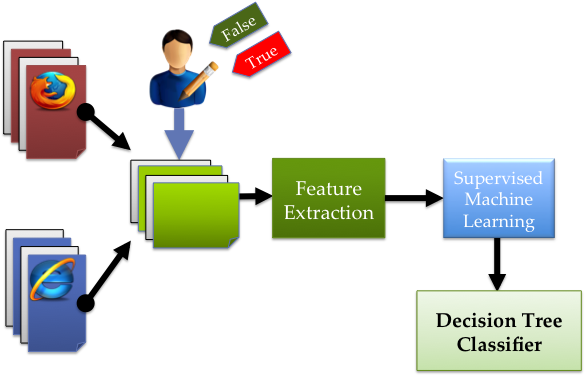 False
True
Feature
Extraction
Supervised
Machine
Learning
Decision Tree
Classifier